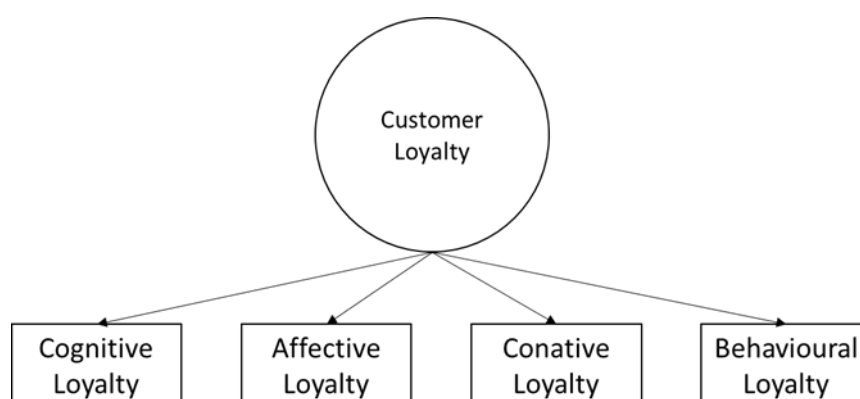 Customer
Loyalty
Cognitive
Loyalty
Affective
Loyalty
Conative
Loyalty
Behavioural
Loyalty